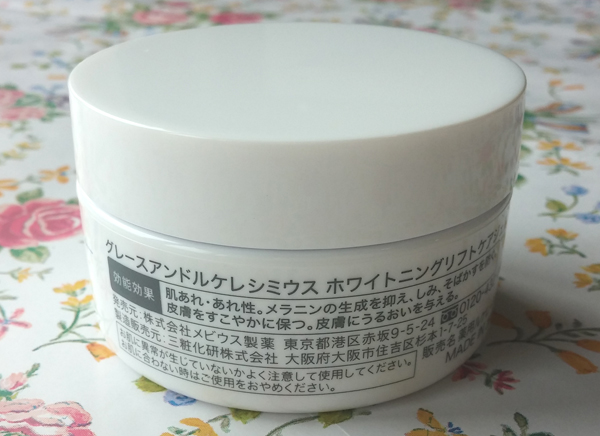 グレースアンドルケレシミウス ホワイトニングリフトケアジ
効能効果
肌あれ・あれ性。メラニンの生成を抑え、しみ、そばかすを防ぐ
皮膚をすこやかに保つ。皮膚にうるおいを与える。
発売元:株式会社メビウス製薬 東京都港区赤坂9-5-24 0120-4
製造販売元:三粧化研株式会社 大阪府大阪市住吉区杉本1-7- 販売名
お肌に異常が生じていないかよく注意して使用してください。
お肌に合わない時はご使用をおやめください。 MADE